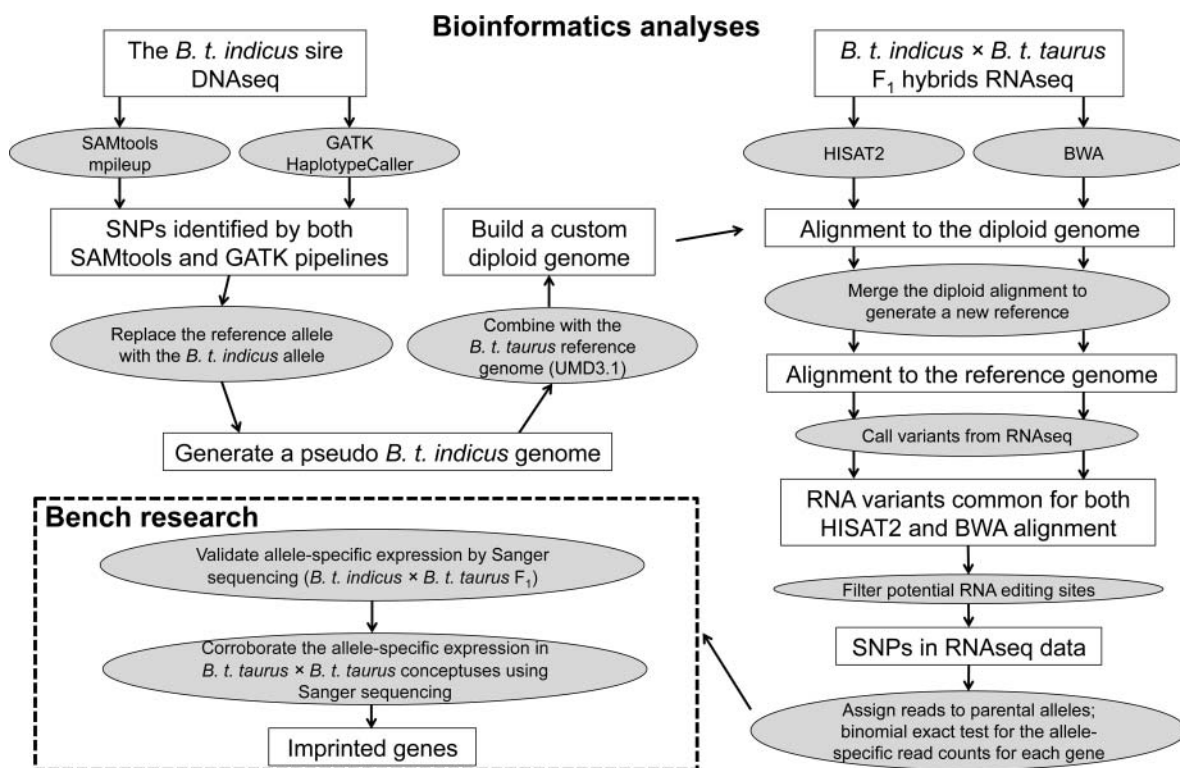 Bioinformatics analyses
The B. t. indicus sire
DNAseq
SAMtools
mpileup
GATK
HaplotypeCaller
SNPs identified by both
SAMtools and GATK pipelines
Replace the reference allele
with the B. t. indicus allele
Generate a pseudo B. t. indicus genome
Combine with the
B. t. taurus reference
genome (UMD3.1)
Build a custom
diploid genome
B. t. indicus × B. t. taurus
F1 hybrids RNAseq
HISAT2
BWA
Alignment to the diploid genome
Merge the diploid alignment to
generate a new reference
Alignment to the reference genome
Call variants from RNAseq
RNA variants common for both
HISAT2 and BWA alignment
Filter potential RNA editing sites
SNPs in RNAseq data
Assign reads to parental alleles;
binomial exact test for the allele-
specific read counts for each gene
Bench research
Validate allele-specific expression by Sanger
sequencing (B. t. indicus × B. t. taurus F1)
Corroborate the allele-specific expression in
B. t. taurus × B. t. taurus conceptuses using
Sanger sequencing
Imprinted genes